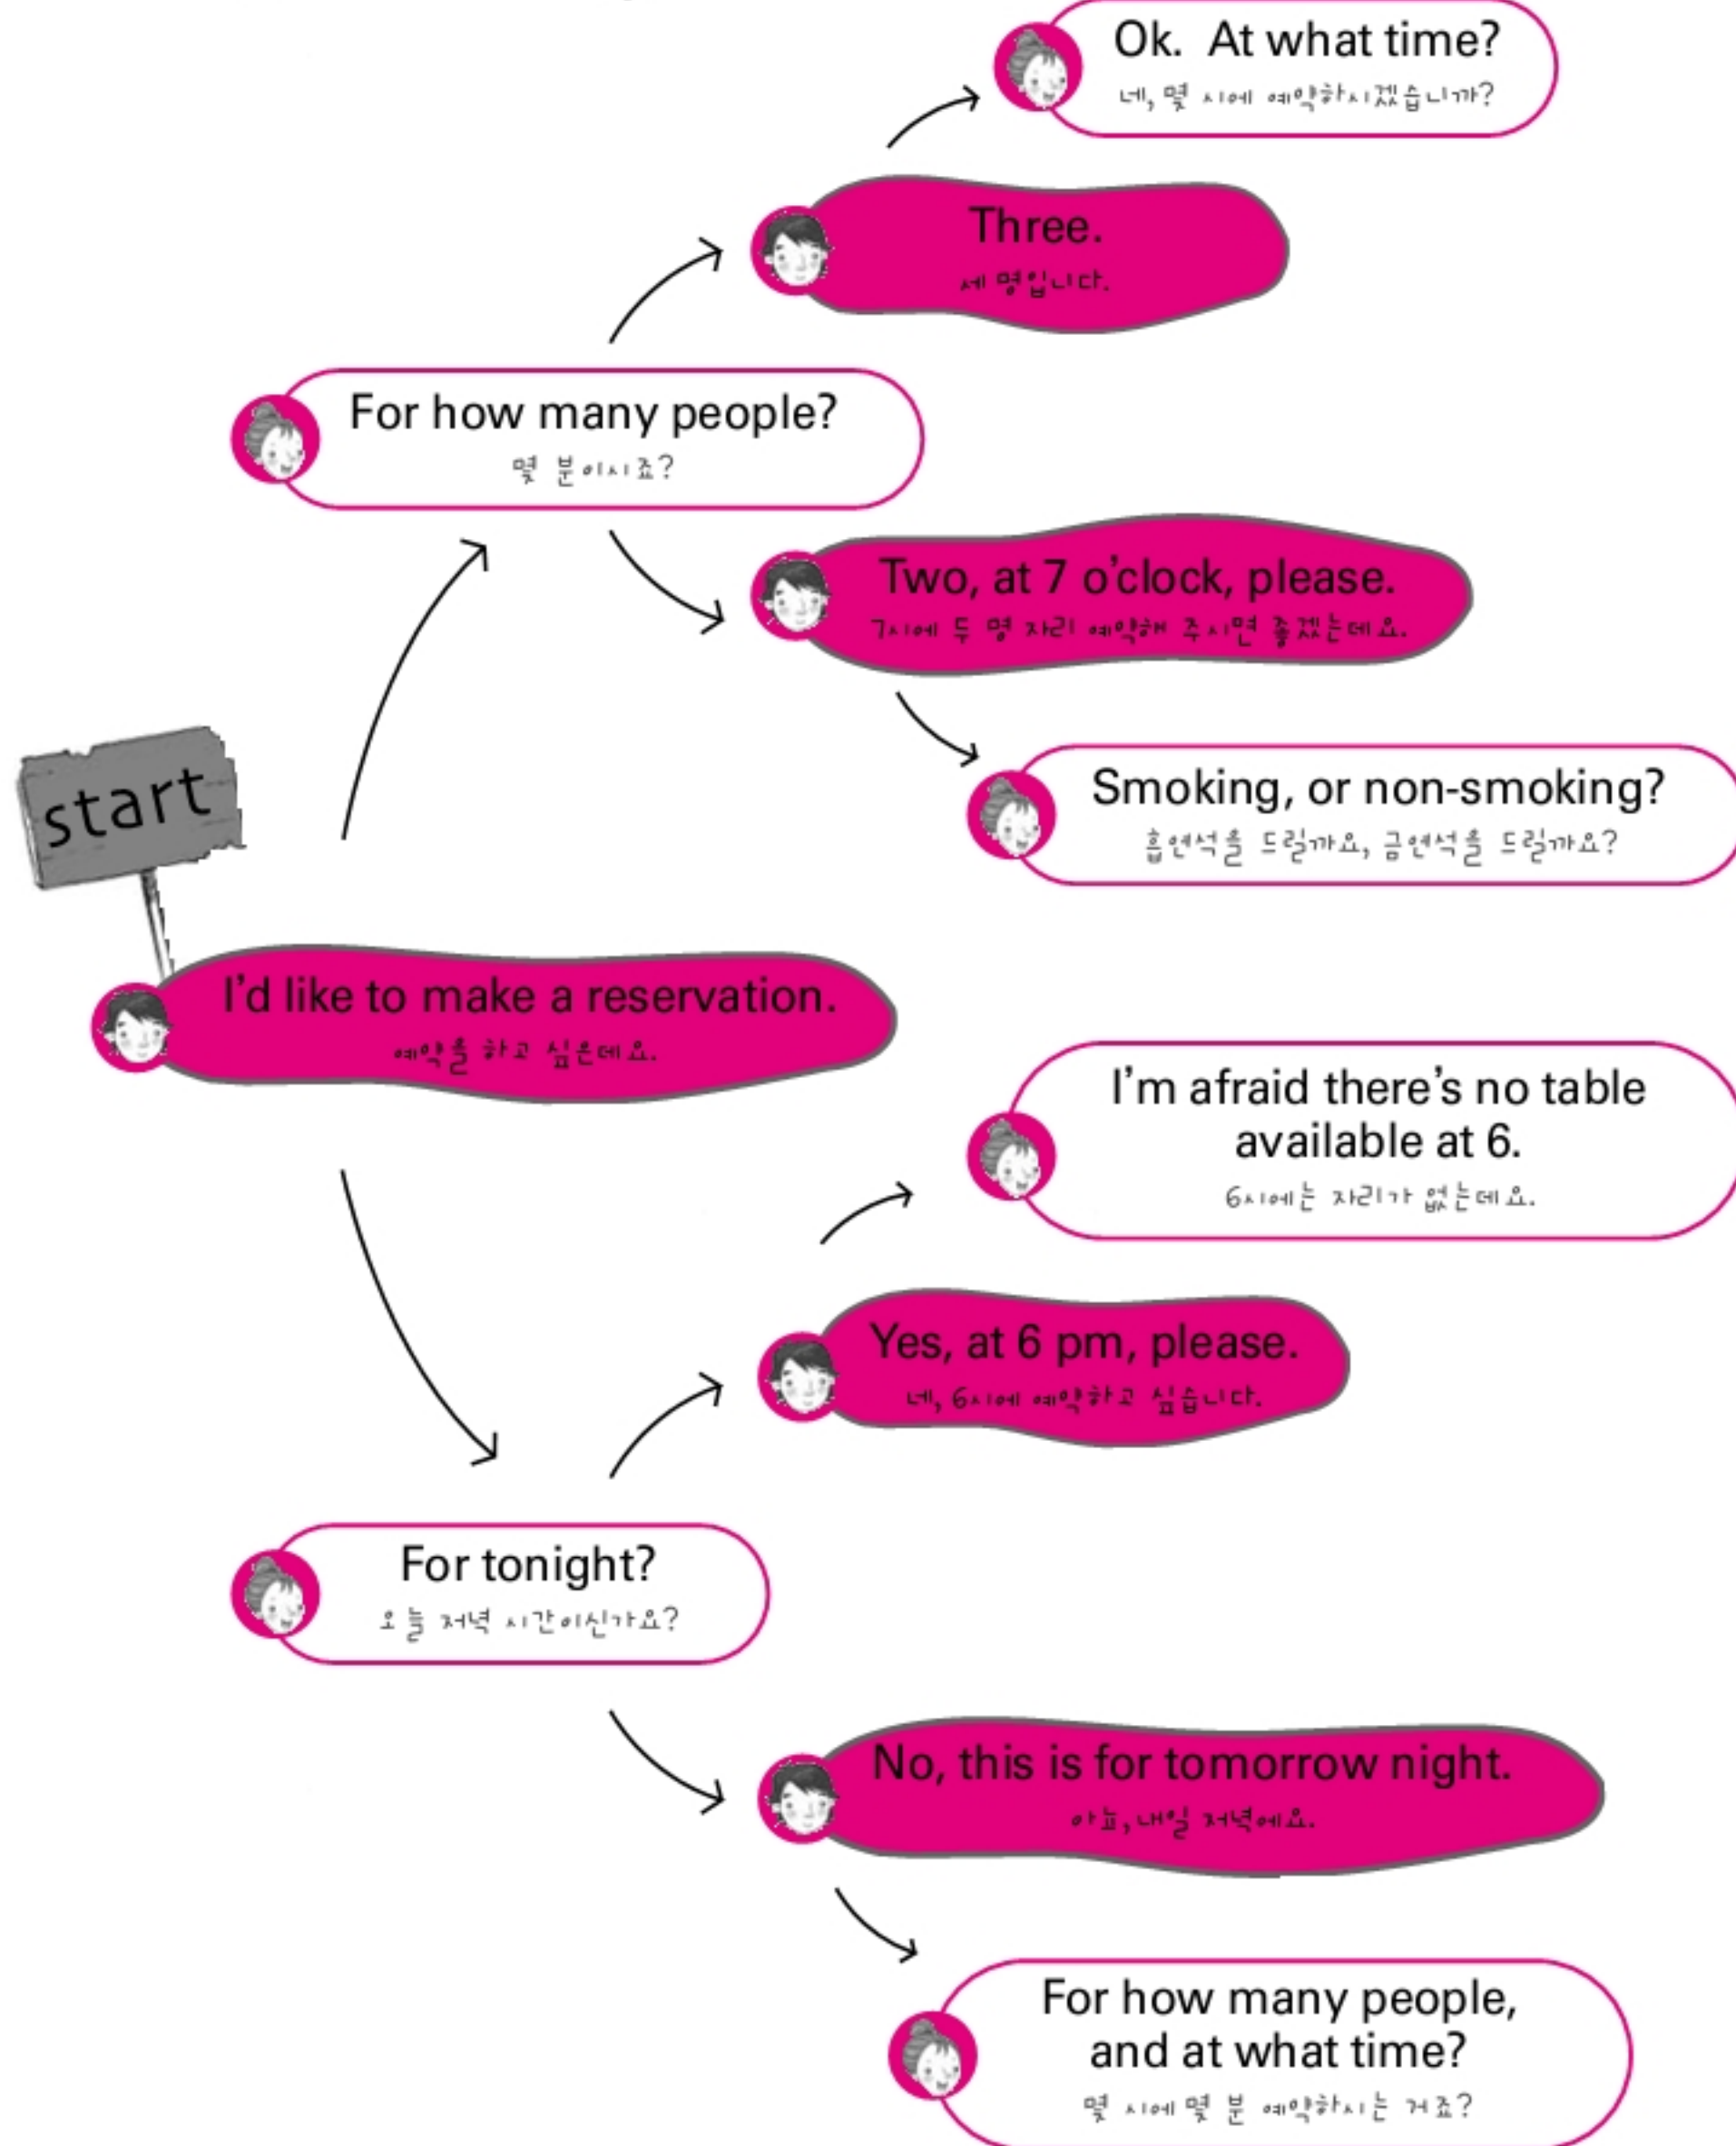 Ok. At what time?
네, 몇 시에 예약하시겠습니까?
Three.
세 명입니다.
For how many people?
몇 분이시죠?
Two, at 7 o'clock, please.
7시에 두 명 자리 예약해 주시면 좋겠는데요.
Smoking, or non-smoking?
흡연석을 드릴까요, 금연석을 드릴까요?
start
I'd like to make a reservation.
예약을 하고 싶은데요.
I'm afraid there's no table
available at 6.
6시에는 자리가 없는데요.
Yes, at 6 pm, please.
네, 6시에 예약하고 싶습니다.
For tonight?
오늘 저녁 시간이신가요?
No, this is for tomorrow night.
아뇨, 내일 저녁에요.
For how many people,
and at what time?
몇 시에 몇 분 예약하시는 거죠?